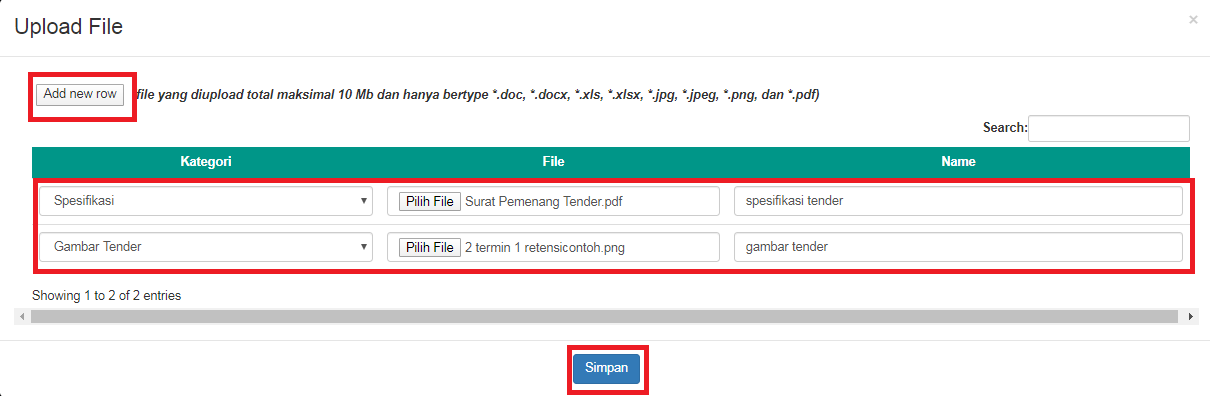 Upload File
×
Add new row file yang diupload total maksimal 10 Mb dan hanya bertype *.doc, *.docx, *.xls, *.xlsx, *.jpg, *.jpeg, *.png, dan *.pdf)
Search:
Kategori File Name
Spesifikasi Pilih File Surat Pemenang Tender.pdf spesifikasi tender
Gambar Tender Pilih File 2 termin 1 retensicontoh.png gambar tender
Showing 1 to 2 of 2 entries
Simpan